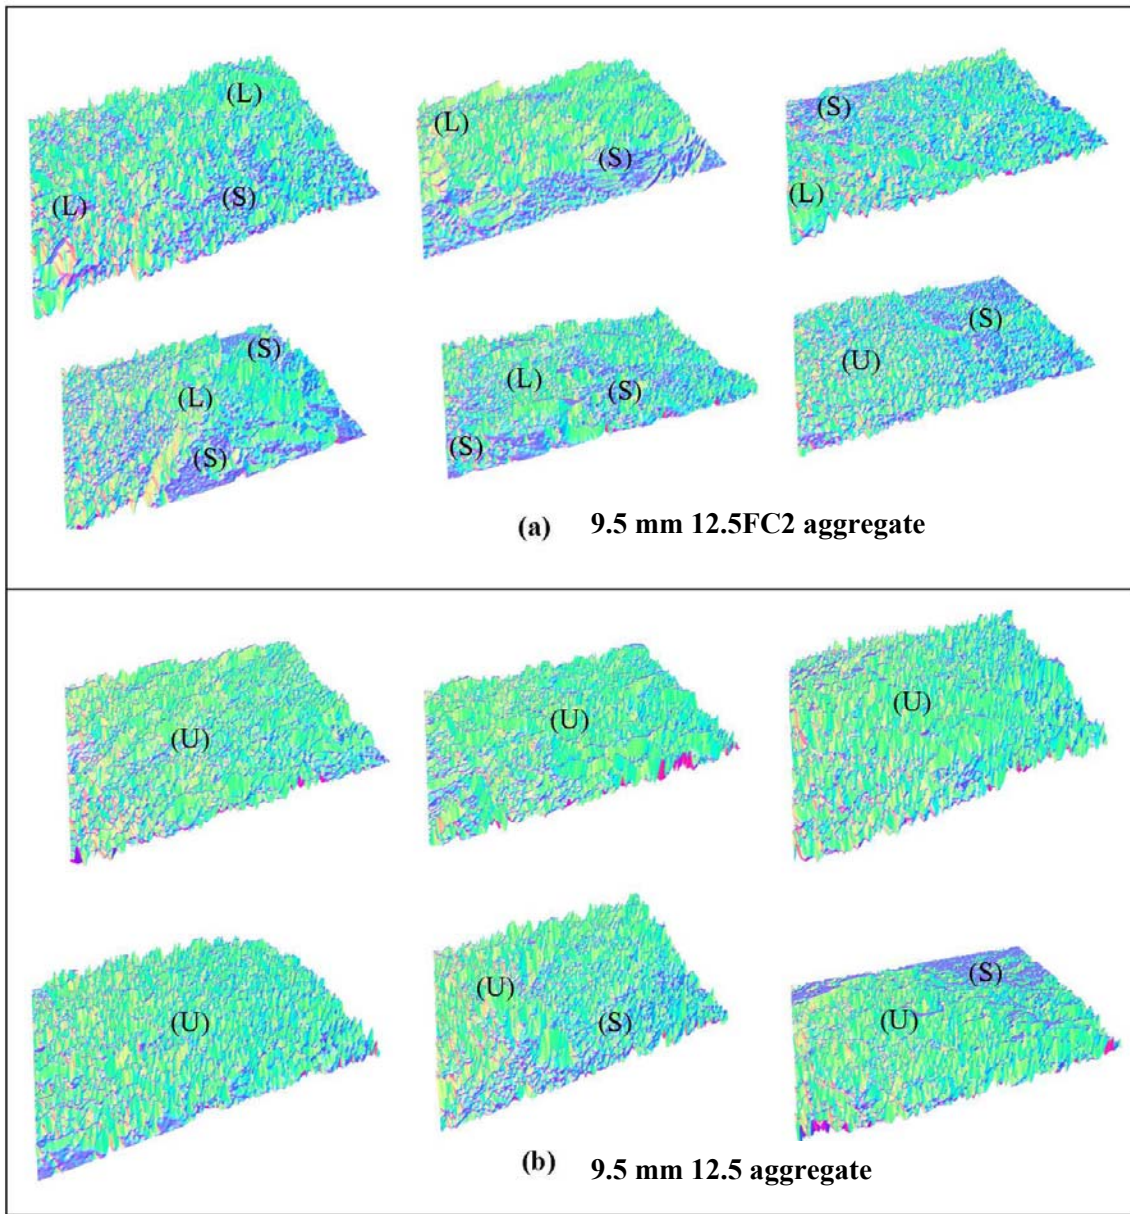 (L)
(L)
(S)
(L)
(S)
(S)
(L)
(S)
(L)
(S)
(L)
(S)
(S)
(S)
(U)
(a) 9.5 mm 12.5FC2 aggregate
(U)
(U)
(U)
(U)
(U)
(S)
(S)
(U)
(b) 9.5 mm 12.5 aggregate